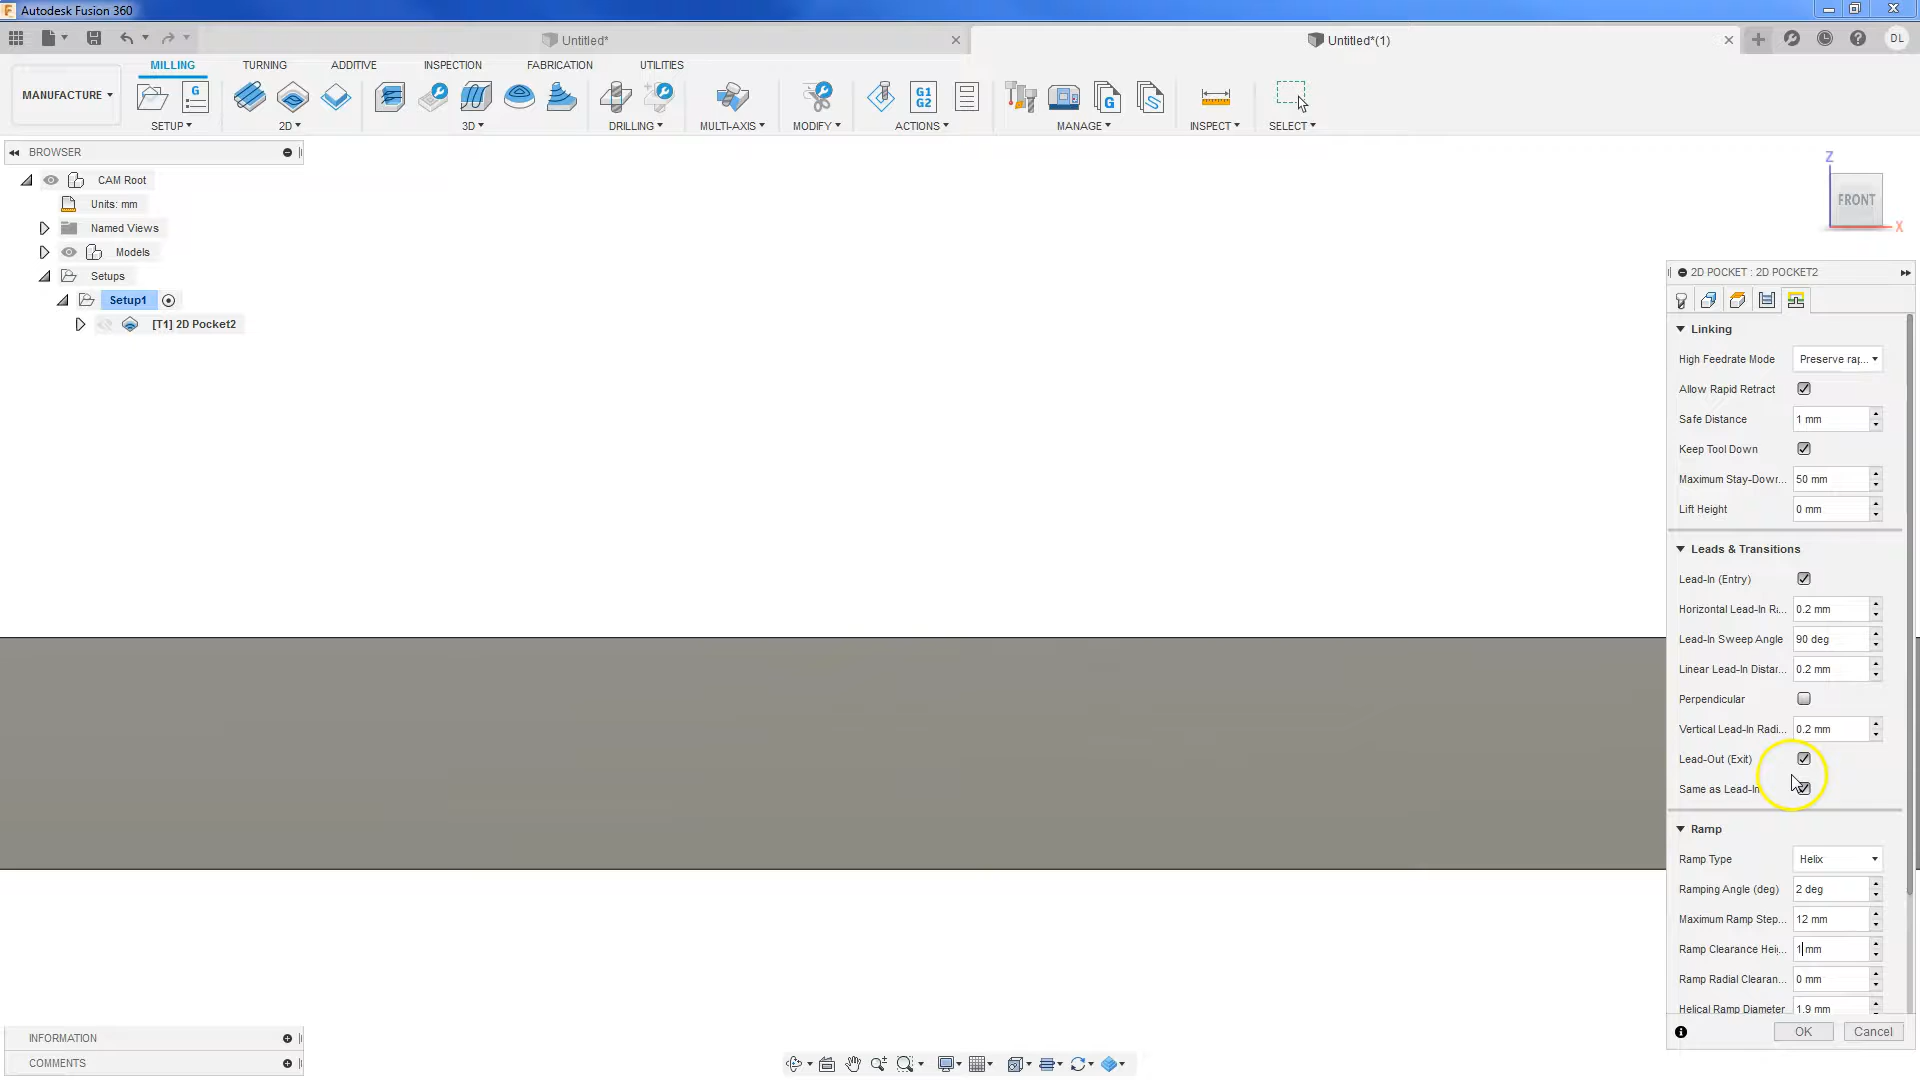 Autodesk Fusion 360
Untitled*
Untitled*(1)
DL
MANUFACTURE
MILLING
TURNING
ADDITIVE
INSPECTION
FABRICATION
UTILITIES
G
G1
G2
G
SETUP
2D
3D
DRILLING
MULTI-AXIS
MODIFY
ACTIONS
MANAGE
INSPECT
SELECT
BROWSER
CAM Root
Units: mm
Named Views
Models
Setups
Setup1
[T1] 2D Pocket2
Z
FRONT
X
2D POCKET : 2D POCKET2
Linking
High Feedrate Mode Preserve rap...
Allow Rapid Retract
Safe Distance 1 mm
Keep Tool Down
Maximum Stay-Down... 50 mm
Lift Height 0 mm
Leads & Transitions
Lead-In (Entry)
Horizontal Lead-In Ra... 0.2 mm
Lead-In Sweep Angle 90 deg
Linear Lead-In Distan... 0.2 mm
Perpendicular
Vertical Lead-In Radi... 0.2 mm
Lead-Out (Exit)
Same as Lead-In
Ramp
Ramp Type Helix
Ramping Angle (deg) 2 deg
Maximum Ramp Step... 12 mm
Ramp Clearance Hei... 1 mm
Ramp Radial Clearan... 0 mm
Helical Ramp Diameter 1.9 mm
OK Cancel
INFORMATION
COMMENTS